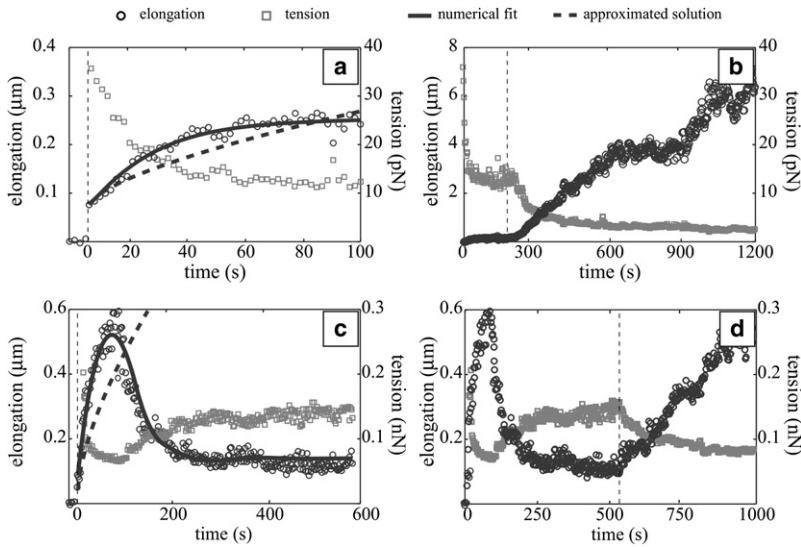 elongation tension numerical fit approximated solution
a
elongation (μm)
0.4
0.3
0.2
0.1
40
30
20
10
tension (pN)
0 20 40 60 80 100
time (s)
b
elongation (μm)
8
6
4
2
40
30
20
10
tension (pN)
0 300 600 900 1200
time (s)
c
elongation (μm)
0.6
0.4
0.2
0.3
0.2
0.1
tension (nN)
0 200 400 600
time (s)
d
elongation (μm)
0.6
0.4
0.2
0.3
0.2
0.1
tension (nN)
0 250 500 750 1000
time (s)